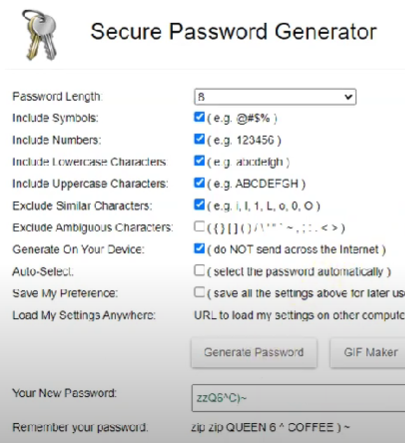 Secure Password Generator
Password Length: 8
Include Symbols: ( e.g. @#$% )
Include Numbers: ( e.g. 123456 )
Include Lowercase Characters: ( e.g. abcdefgh )
Include Uppercase Characters: ( e.g. ABCDEFGH )
Exclude Similar Characters: ( e.g. i, l, 1, L, o, 0, O )
Exclude Ambiguous Characters: ( { } [ ] ( ) / \ ' " ` ~ , ; : . < > )
Generate On Your Device: ( do NOT send across the Internet )
Auto-Select: ( select the password automatically )
Save My Preference: ( save all the settings above for later
Load My Settings Anywhere: URL to load my settings on other
Generate Password GIF Maker
Your New Password: zzQ6^C)~
Remember your password: zip zip QUEEN 6 ^ COFFEE ) ~